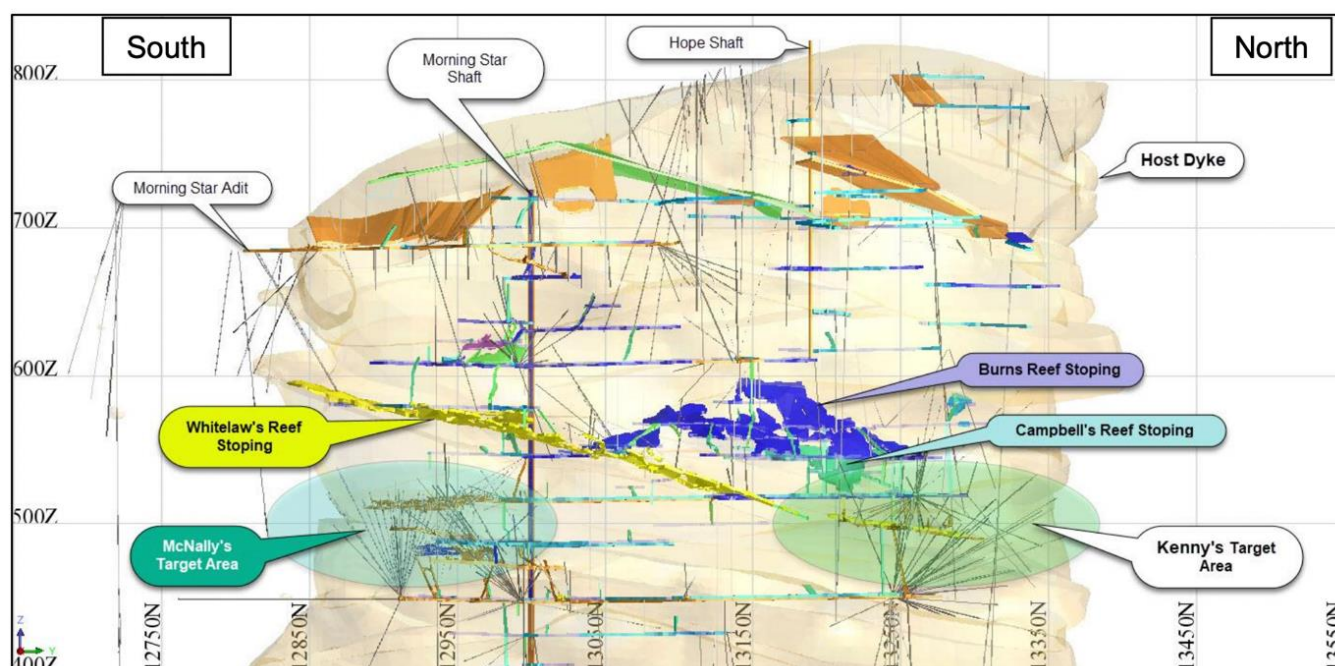 South
North
Morning Star
Shaft
Hope Shaft
800Z
Host Dyke
Morning Star Adit
700Z
600Z
Burns Reef Stoping
Whitelaw's Reef
Stoping
Campbell's Reef Stoping
500Z
McNally's
Target Area
Kenny's Target
Area
Z
Y
400Z
12750N
12850N
12950N
13050N
13150N
13250N
13350N
13450N
13550N